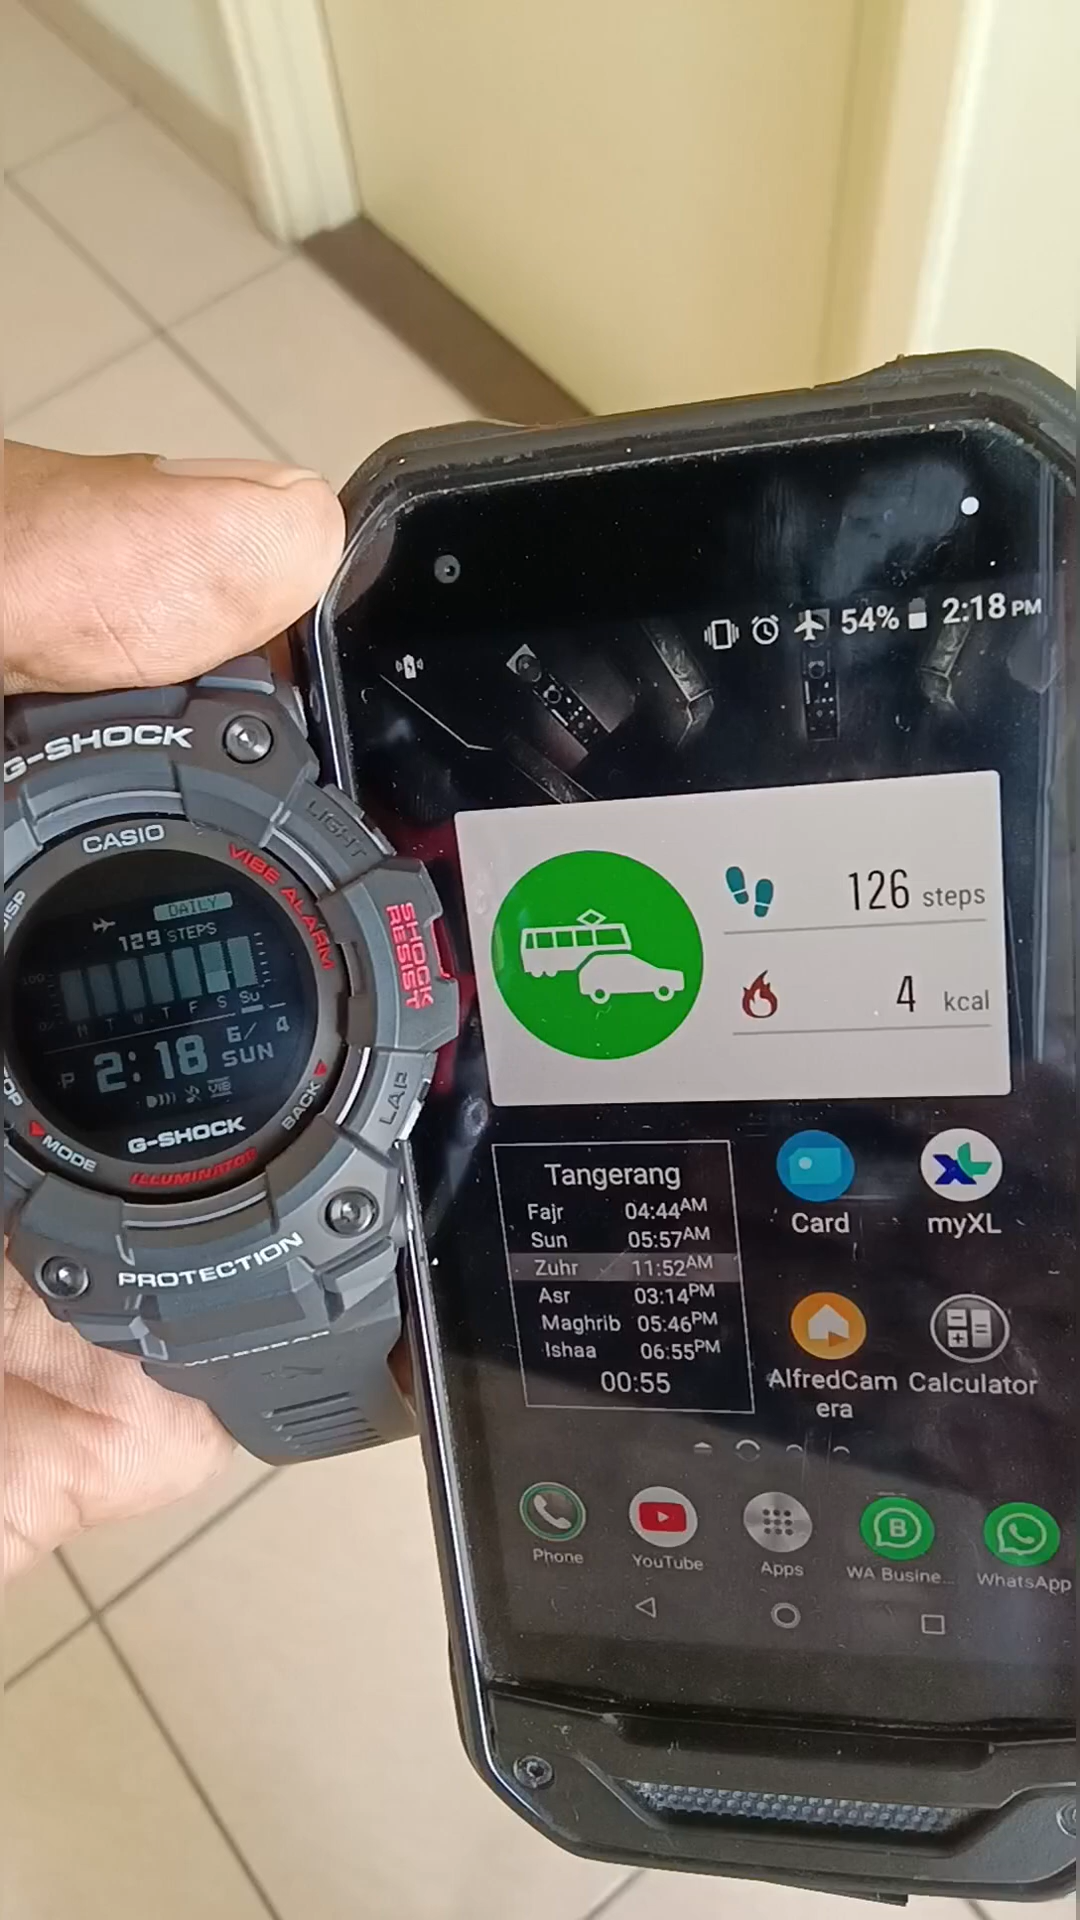 54% 2:18 PM
G-SHOCK
LIGHT
CASIO
VIBE ALARM
DISP
SHOCK
RESIST
DAILY
129 STEPS
100
M T W T F S SU
6/ 4
P 2:18 SUN
VIB
LAP
BACK
MODE
G-SHOCK
ILLUMINATOR
PROTECTION
126 steps
4 kcal
Tangerang
Fajr 04:44AM
Sun 05:57AM
Zuhr 11:52AM
Asr 03:14PM
Maghrib 05:46PM
Ishaa 06:55PM
00:55
Card
XL
myXL
AlfredCam
era
Calculator
Phone
YouTube
Apps
B
WA Busine...
WhatsApp